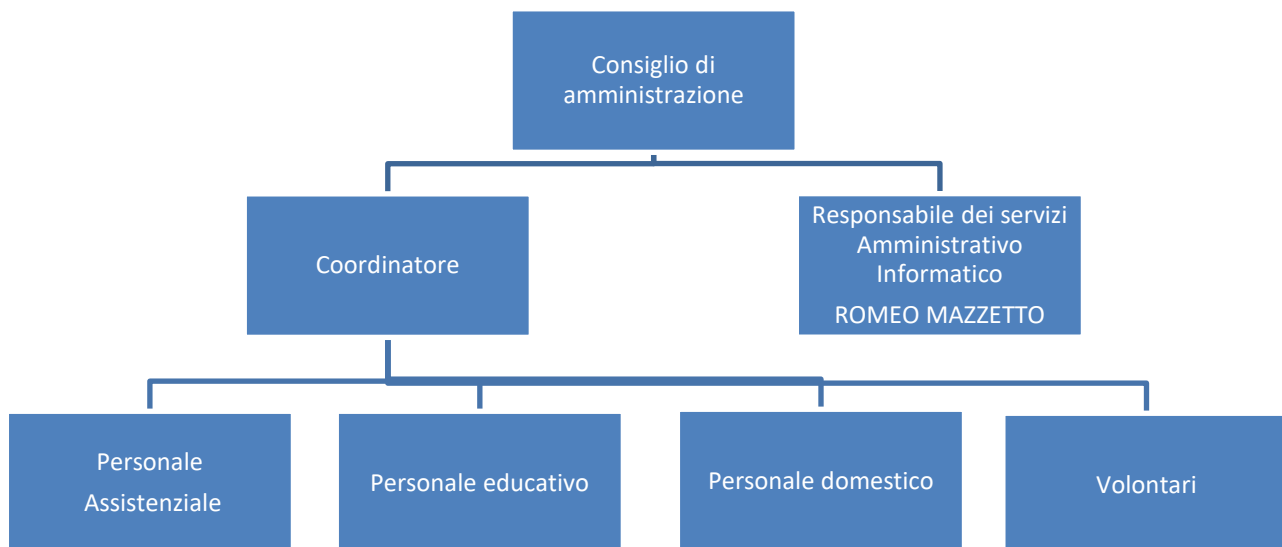 Consiglio di
amministrazione
Coordinatore
Responsabile dei servizi
Amministrativo
Informatico
ROMEO MAZZETTO
Personale
Assistenziale
Personale educativo
Personale domestico
Volontari